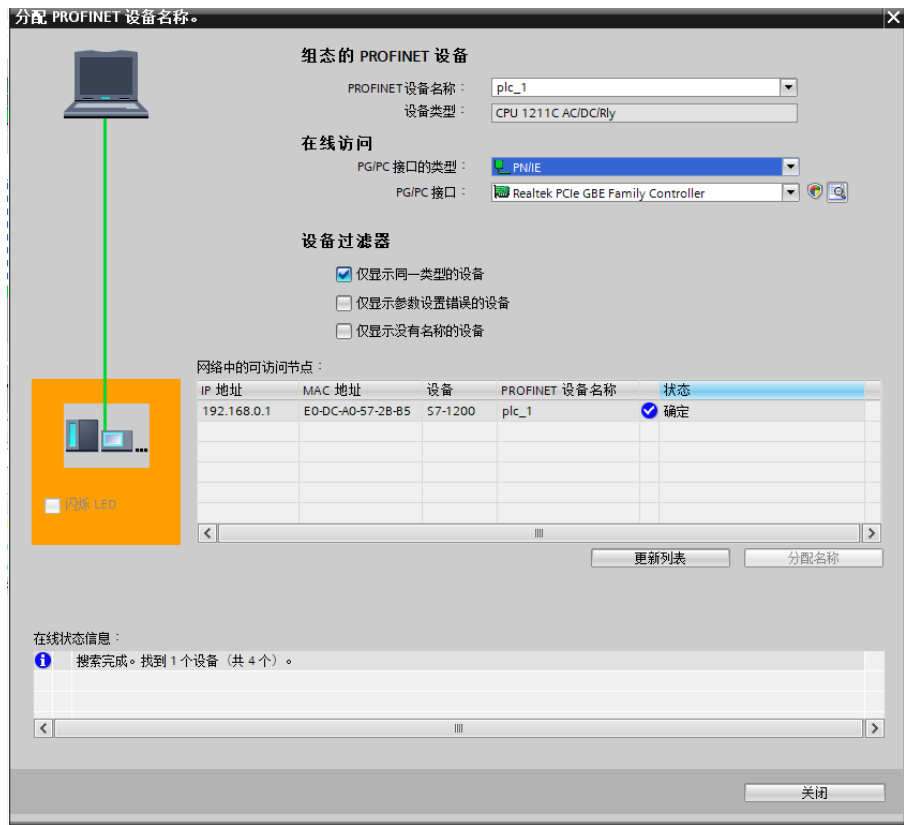 分配 PROFINET 设备名称。
组态的 PROFINET 设备
PROFINET设备名称： plc_1
设备类型： CPU 1211C AC/DC/Rly
在线访问
PG/PC 接口的类型： PN/IE
PG/PC 接口： Realtek PCIe GBE Family Controller
设备过滤器
仅显示同一类型的设备
仅显示参数设置错误的设备
仅显示没有名称的设备
网络中的可访问节点：
IP 地址 MAC 地址 设备 PROFINET 设备名称 状态
192.168.0.1 E0-DC-A0-57-2B-B5 S7-1200 plc_1 确定
闪烁 LED
更新列表 分配名称
在线状态信息：
搜索完成。找到 1 个设备（共 4 个）。
关闭